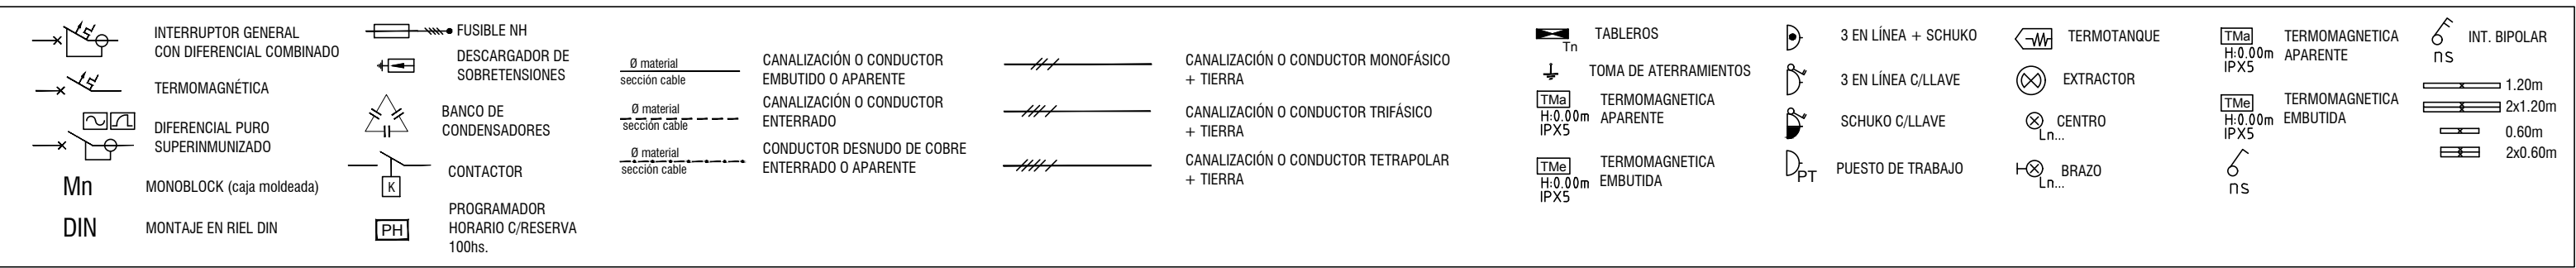 INTERRUPTOR GENERAL
CON DIFERENCIAL COMBINADO
TERMOMAGNÉTICA
DIFERENCIAL PURO
SUPERINMUNIZADO
Mn
MONOBLOCK (caja moldeada)
DIN
MONTAJE EN RIEL DIN
FUSIBLE NH
DESCARGADOR DE
SOBRETENSIONES
BANCO DE
CONDENSADORES
K
CONTACTOR
PH
PROGRAMADOR
HORARIO C/RESERVA
100hs.
Ø material
sección cable
CANALIZACIÓN O CONDUCTOR
EMBUTIDO O APARENTE
Ø material
sección cable
CANALIZACIÓN O CONDUCTOR
ENTERRADO
Ø material
sección cable
CONDUCTOR DESNUDO DE COBRE
ENTERRADO O APARENTE
CANALIZACIÓN O CONDUCTOR MONOFÁSICO
+ TIERRA
CANALIZACIÓN O CONDUCTOR TRIFÁSICO
+ TIERRA
CANALIZACIÓN O CONDUCTOR TETRAPOLAR
+ TIERRA
Tn
TABLEROS
TOMA DE ATERRAMIENTOS
TMa
H:0.00m
IPX5
TERMOMAGNETICA
APARENTE
TMe
H:0.00m
IPX5
TERMOMAGNETICA
EMBUTIDA
3 EN LÍNEA + SCHUKO
3 EN LÍNEA C/LLAVE
SCHUKO C/LLAVE
PT
PUESTO DE TRABAJO
TERMOTANQUE
EXTRACTOR
Ln...
CENTRO
Ln...
BRAZO
TMa
H:0.00m
IPX5
TERMOMAGNETICA
APARENTE
TMe
H:0.00m
IPX5
TERMOMAGNETICA
EMBUTIDA
ns
ns
INT. BIPOLAR
1.20m
2x1.20m
0.60m
2x0.60m